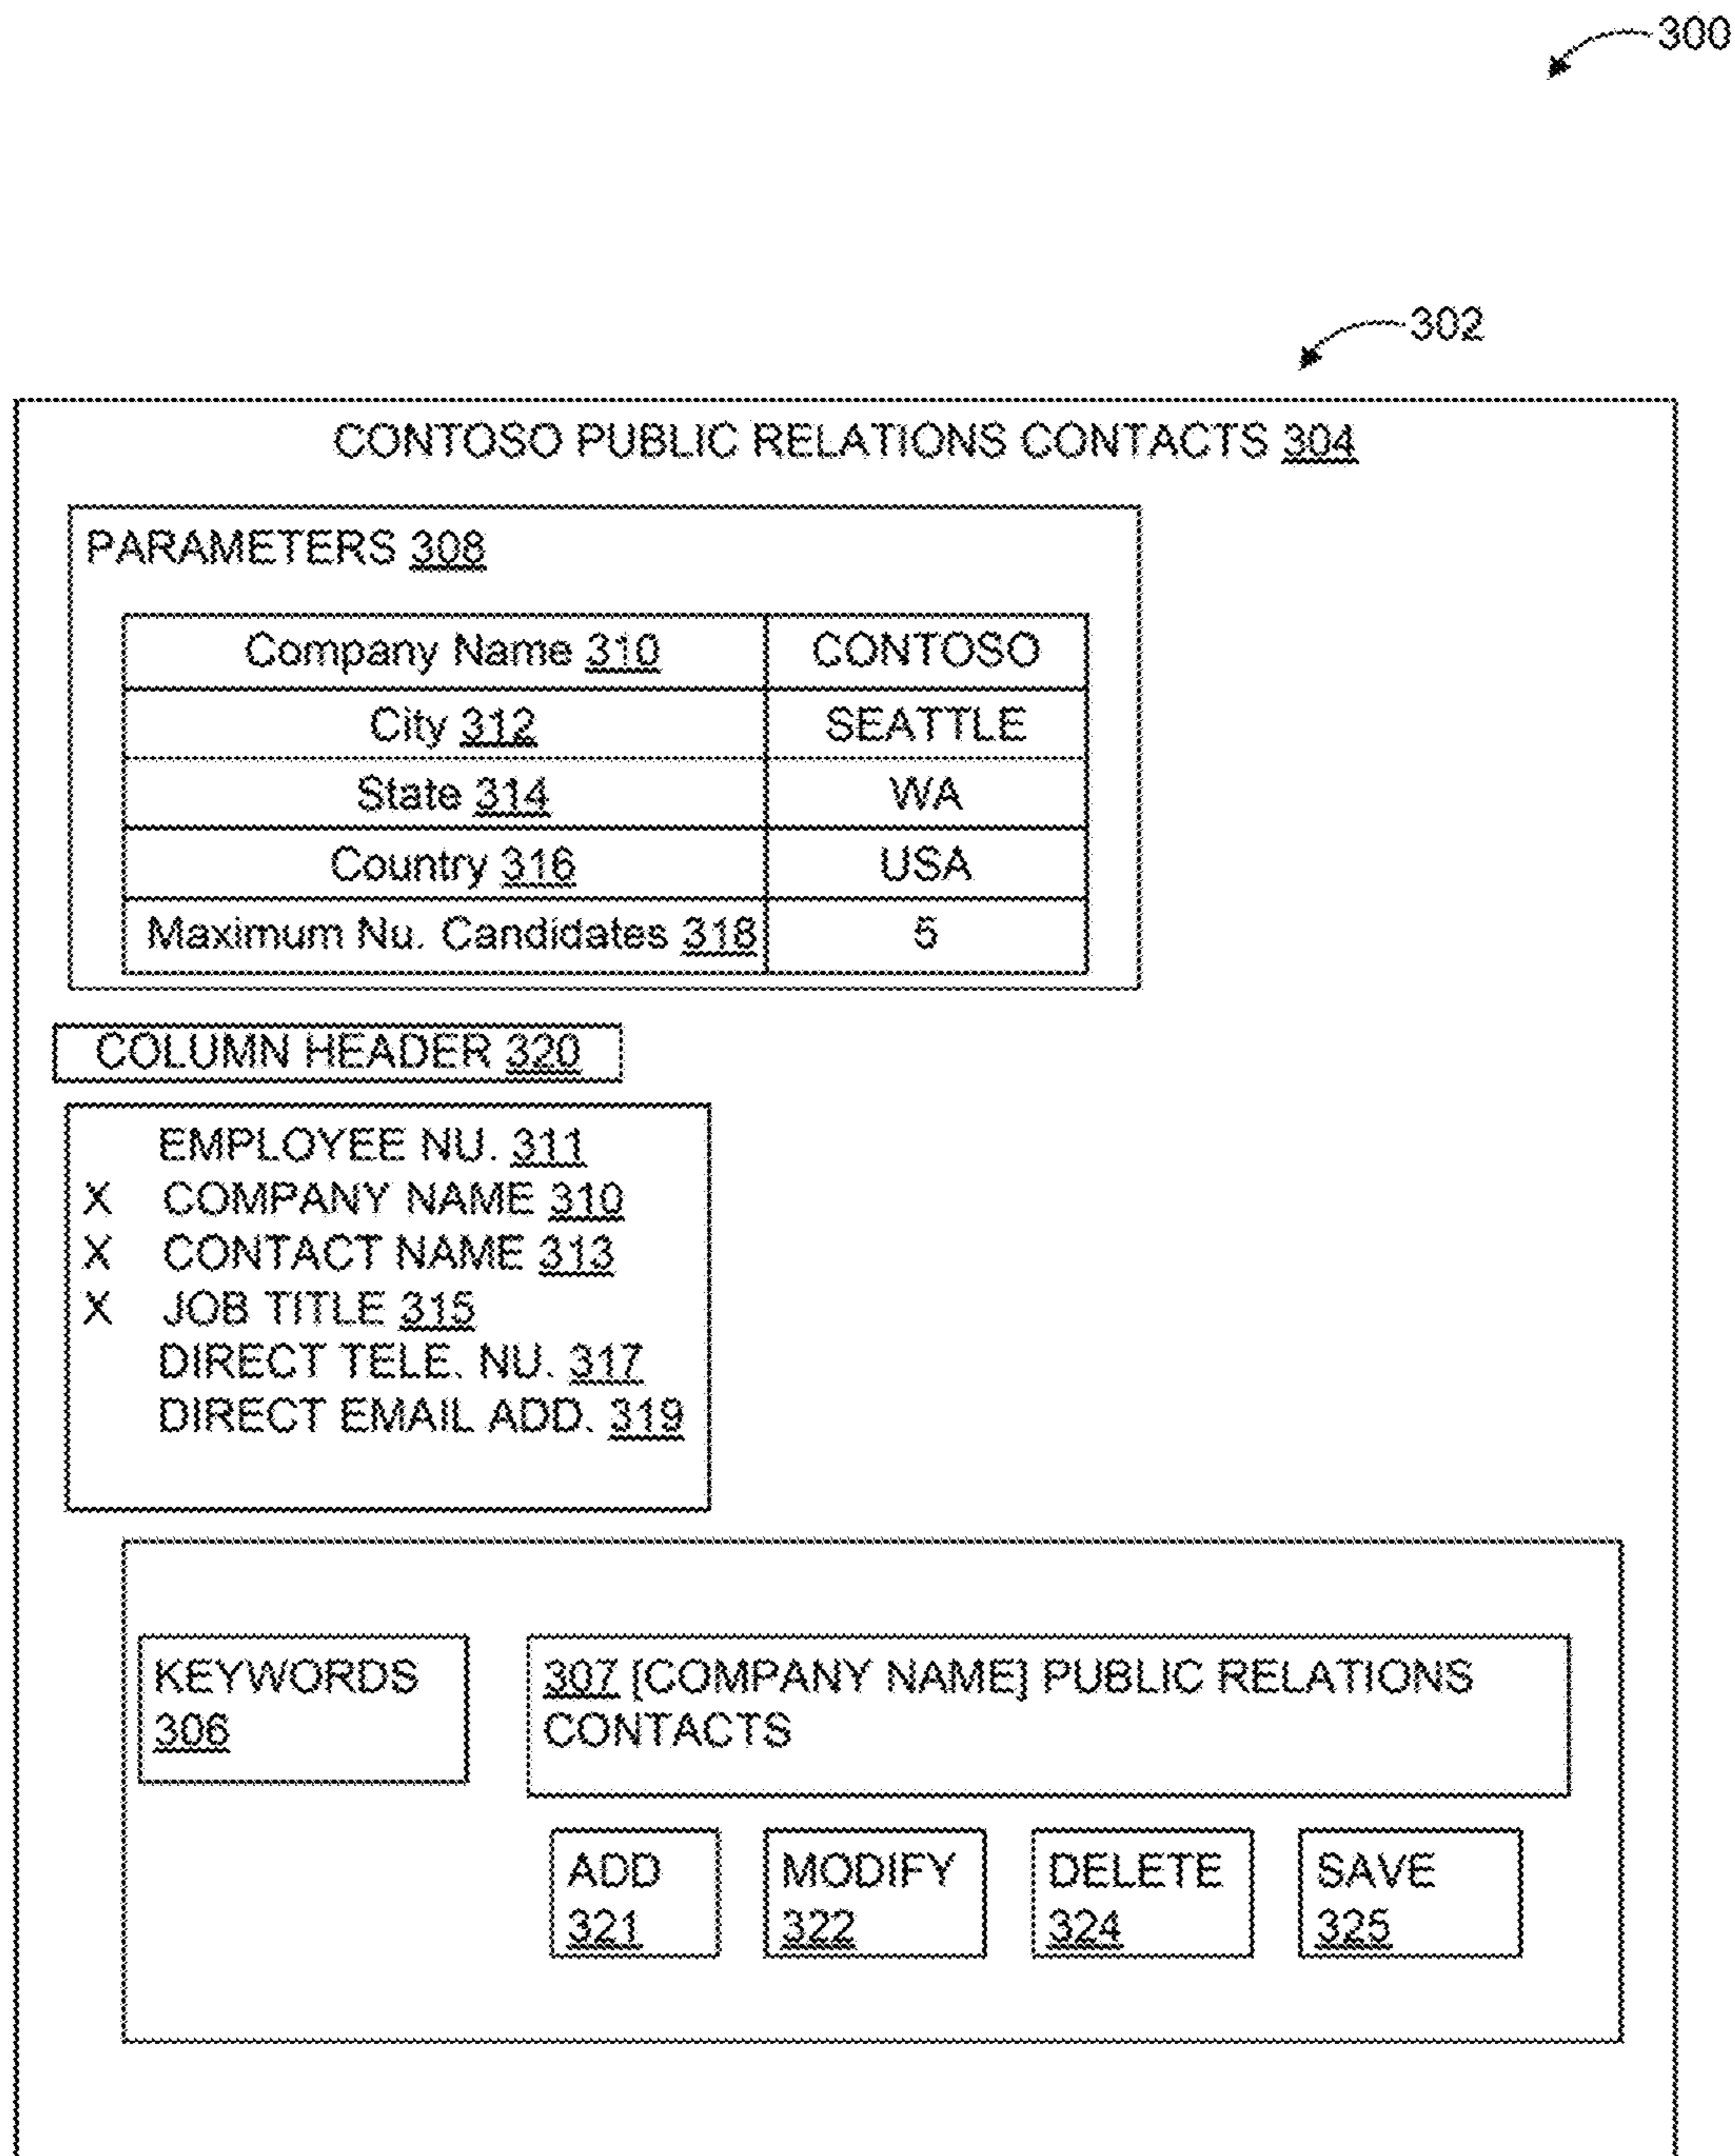 300
302
CONTOSO PUBLIC RELATIONS CONTACTS 304
PARAMETERS 308
Company Name 310 CONTOSO
City 312 SEATTLE
State 314 WA
Country 316 USA
Maximum Nu. Candidates 318 5
COLUMN HEADER 320
EMPLOYEE NU. 311
X COMPANY NAME 310
X CONTACT NAME 313
X JOB TITLE 315
DIRECT TELE. NU. 317
DIRECT EMAIL ADD. 319
KEYWORDS
306
307 [COMPANY NAME] PUBLIC RELATIONS
CONTACTS
ADD
321
MODIFY
322
DELETE
324
SAVE
325